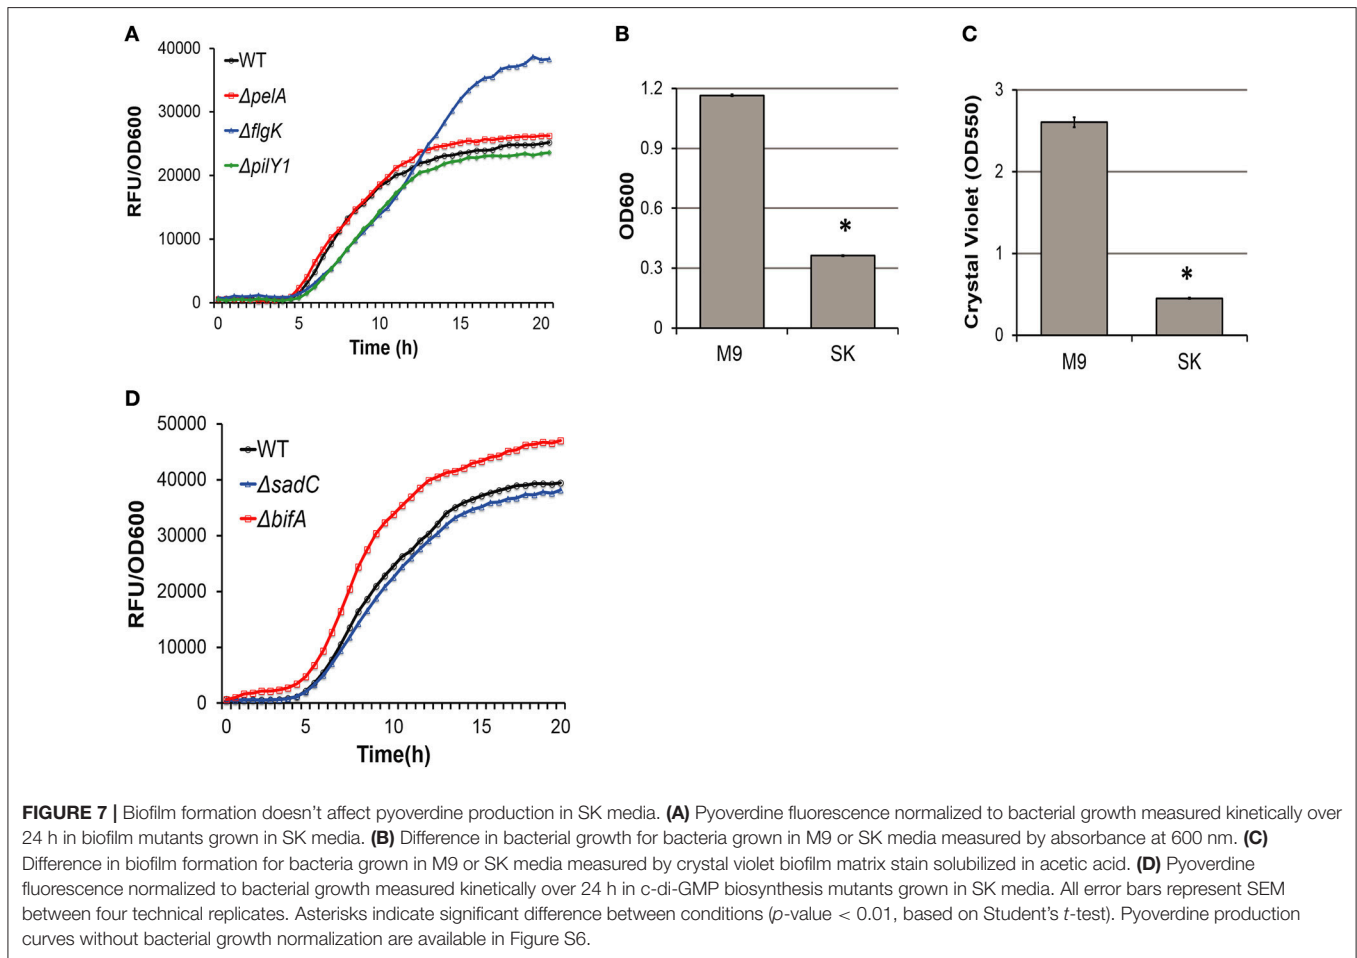 A
40000
30000
20000
10000
0
RFU/OD600
WT
ΔpelA
ΔflgK
ΔpilY1
0 5 10 15 20
Time (h)
B
1.2
0.9
0.6
0.3
0
OD600
*
M9 SK
C
3
2
1
0
Crystal Violet (OD550)
*
M9 SK
D
50000
40000
30000
20000
10000
0
RFU/OD600
WT
ΔsadC
ΔbifA
0 5 10 15 20
Time(h)
FIGURE 7 | Biofilm formation doesn't affect pyoverdine production in SK media. (A) Pyoverdine fluorescence normalized to bacterial growth measured kinetically over
24 h in biofilm mutants grown in SK media. (B) Difference in bacterial growth for bacteria grown in M9 or SK media measured by absorbance at 600 nm. (C)
Difference in biofilm formation for bacteria grown in M9 or SK media measured by crystal violet biofilm matrix stain solubilized in acetic acid. (D) Pyoverdine
fluorescence normalized to bacterial growth measured kinetically over 24 h in c-di-GMP biosynthesis mutants grown in SK media. All error bars represent SEM
between four technical replicates. Asterisks indicate significant difference between conditions (p-value < 0.01, based on Student's t-test). Pyoverdine production
curves without bacterial growth normalization are available in Figure S6.